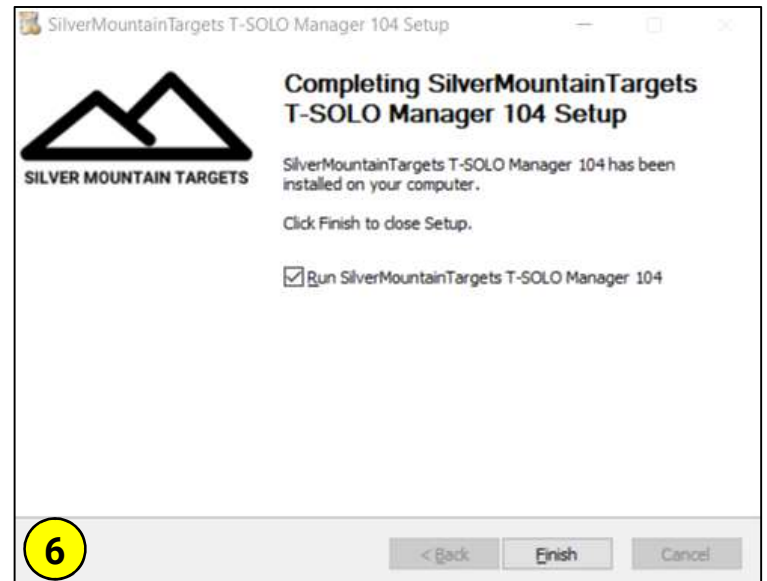 SilverMountainTargets T-SOLO Manager 104 Setup
SILVER MOUNTAIN TARGETS
Completing SilverMountainTargets
T-SOLO Manager 104 Setup
SilverMountainTargets T-SOLO Manager 104 has been
installed on your computer.
Click Finish to close Setup.
Run SilverMountainTargets T-SOLO Manager 104
6
< Back
Finish
Cancel